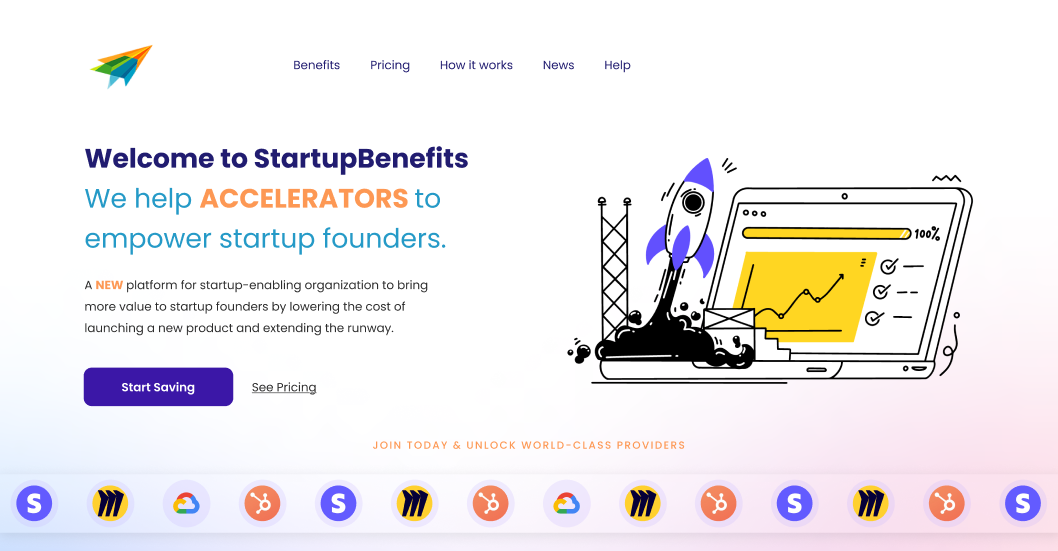 Benefits Pricing How it works News Help
Welcome to StartupBenefits
We help ACCELERATORS to
empower startup founders.
A NEW platform for startup-enabling organization to bring
more value to startup founders by lowering the cost of
launching a new product and extending the runway.
100%
Start Saving See Pricing
JOIN TODAY & UNLOCK WORLD-CLASS PROVIDERS
S S S S